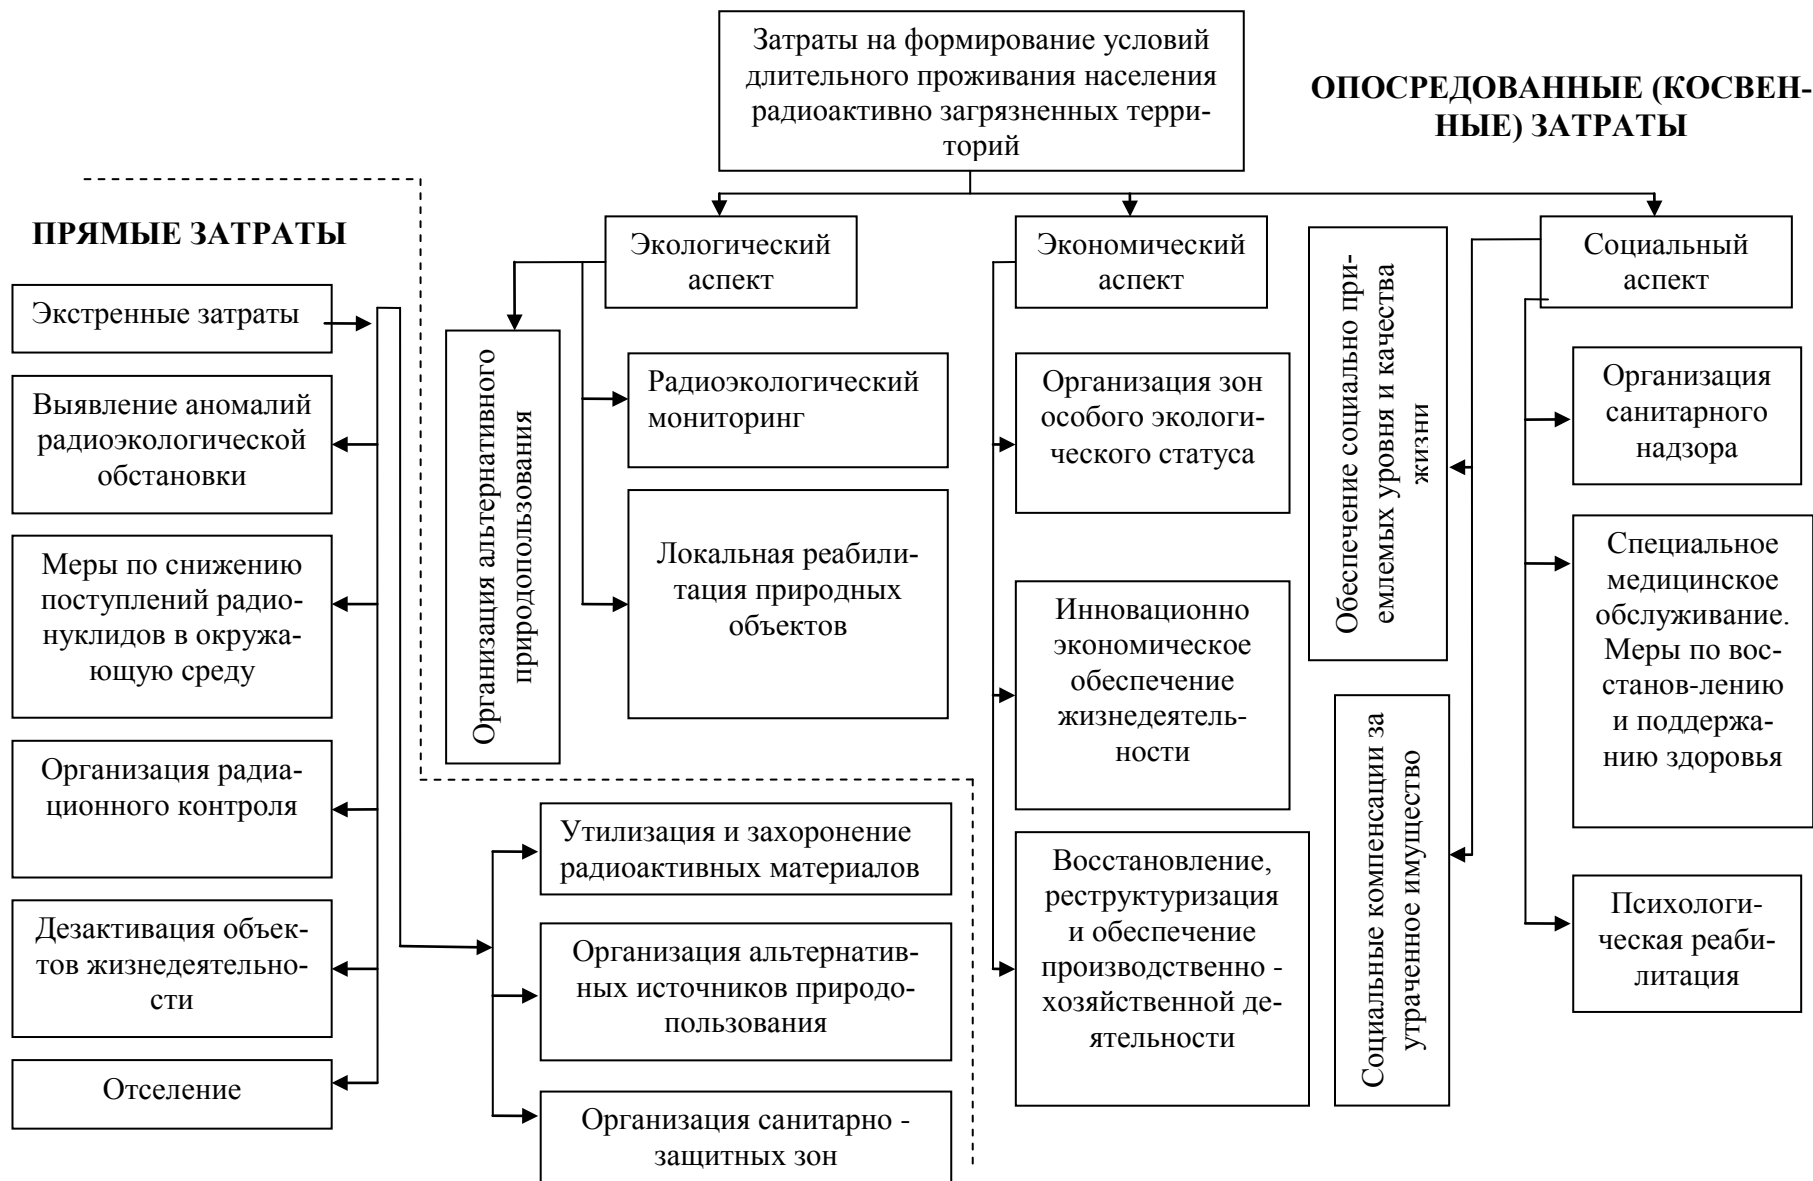 Затраты на формирование условий
длительного проживания населения
радиоактивно загрязненных терри-
торий
ОПОСРЕДОВАННЫЕ (КОСВЕН-
НЫЕ) ЗАТРАТЫ
ПРЯМЫЕ ЗАТРАТЫ
Экстренные затраты
Выявление аномалий
радиоэкологической
обстановки
Меры по снижению
поступлений радио-
нуклидов в окружа-
ющую среду
Организация ради-
ационного контроля
Дезактивация объек-
тов жизнедеятельно-
сти
Отселение
Утилизация и захоронение
радиоактивных материалов
Организация альтернатив-
ных источников природо-
пользования
Организация санитарно -
защитных зон
Экологический
аспект
Организация альтернативного
природопользования
Радиоэкологический
мониторинг
Локальная реабили-
тация природных
объектов
Экономический
аспект
Организация зон
особого экологи-
ческого статуса
Инновационно
экономическое
обеспечение
жизнедеятель-
ности
Восстановление,
реструктуризация
и обеспечение
производственно -
хозяйственной де-
ятельности
Социальный
аспект
Обеспечение социально при-
емлемых уровня и качества
жизни
Социальные компенсации за
утраченное имущество
Организация
санитарного
надзора
Специальное
медицинское
обслуживание.
Меры по вос-
станов-лению
и поддержа-
нию здоровья
Психологи-
ческая реаби-
литация